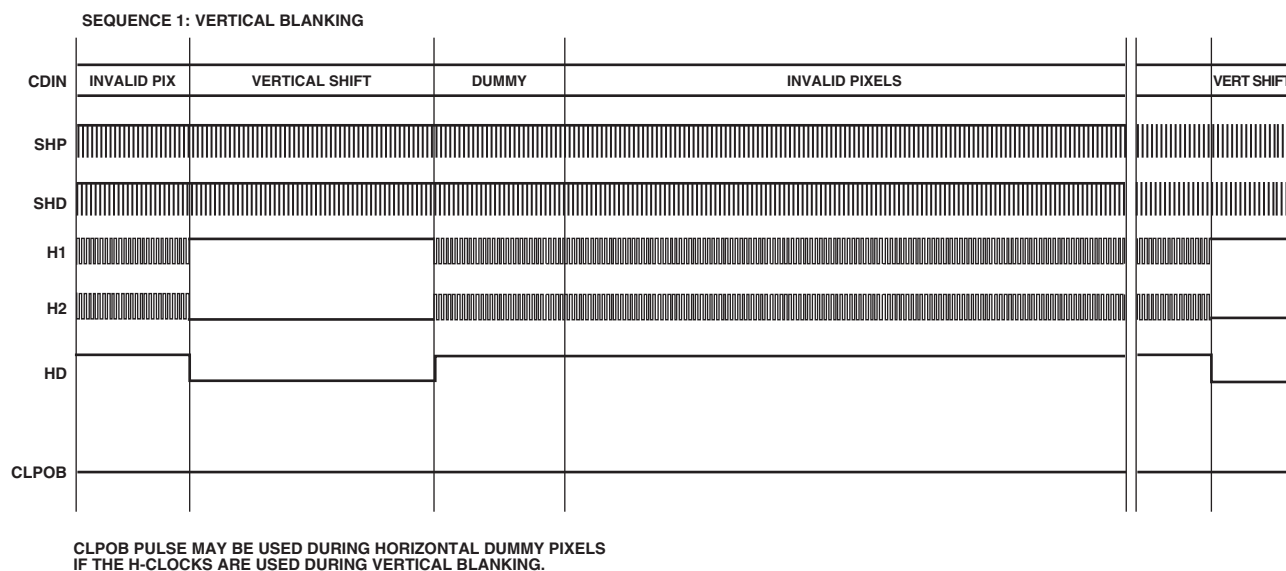 SEQUENCE 1: VERTICAL BLANKING
CDIN INVALID PIX VERTICAL SHIFT DUMMY INVALID PIXELS VERT SHIFT
SHP
SHD
H1
H2
HD
CLPOB
CLPOB PULSE MAY BE USED DURING HORIZONTAL DUMMY PIXELS
IF THE H-CLOCKS ARE USED DURING VERTICAL BLANKING.